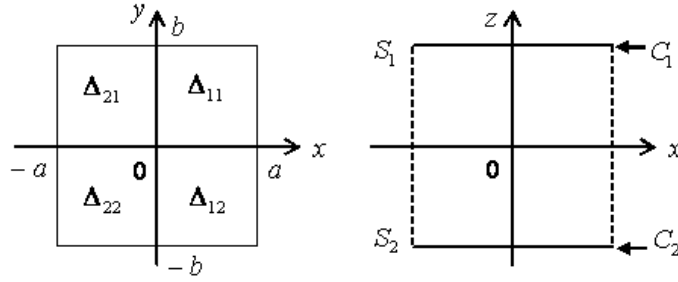 y z
b
S₁ C₁
Δ₂₁ Δ₁₁
x x
− a 0 a 0
Δ₂₂ Δ₁₂
S₂ C₂
− b